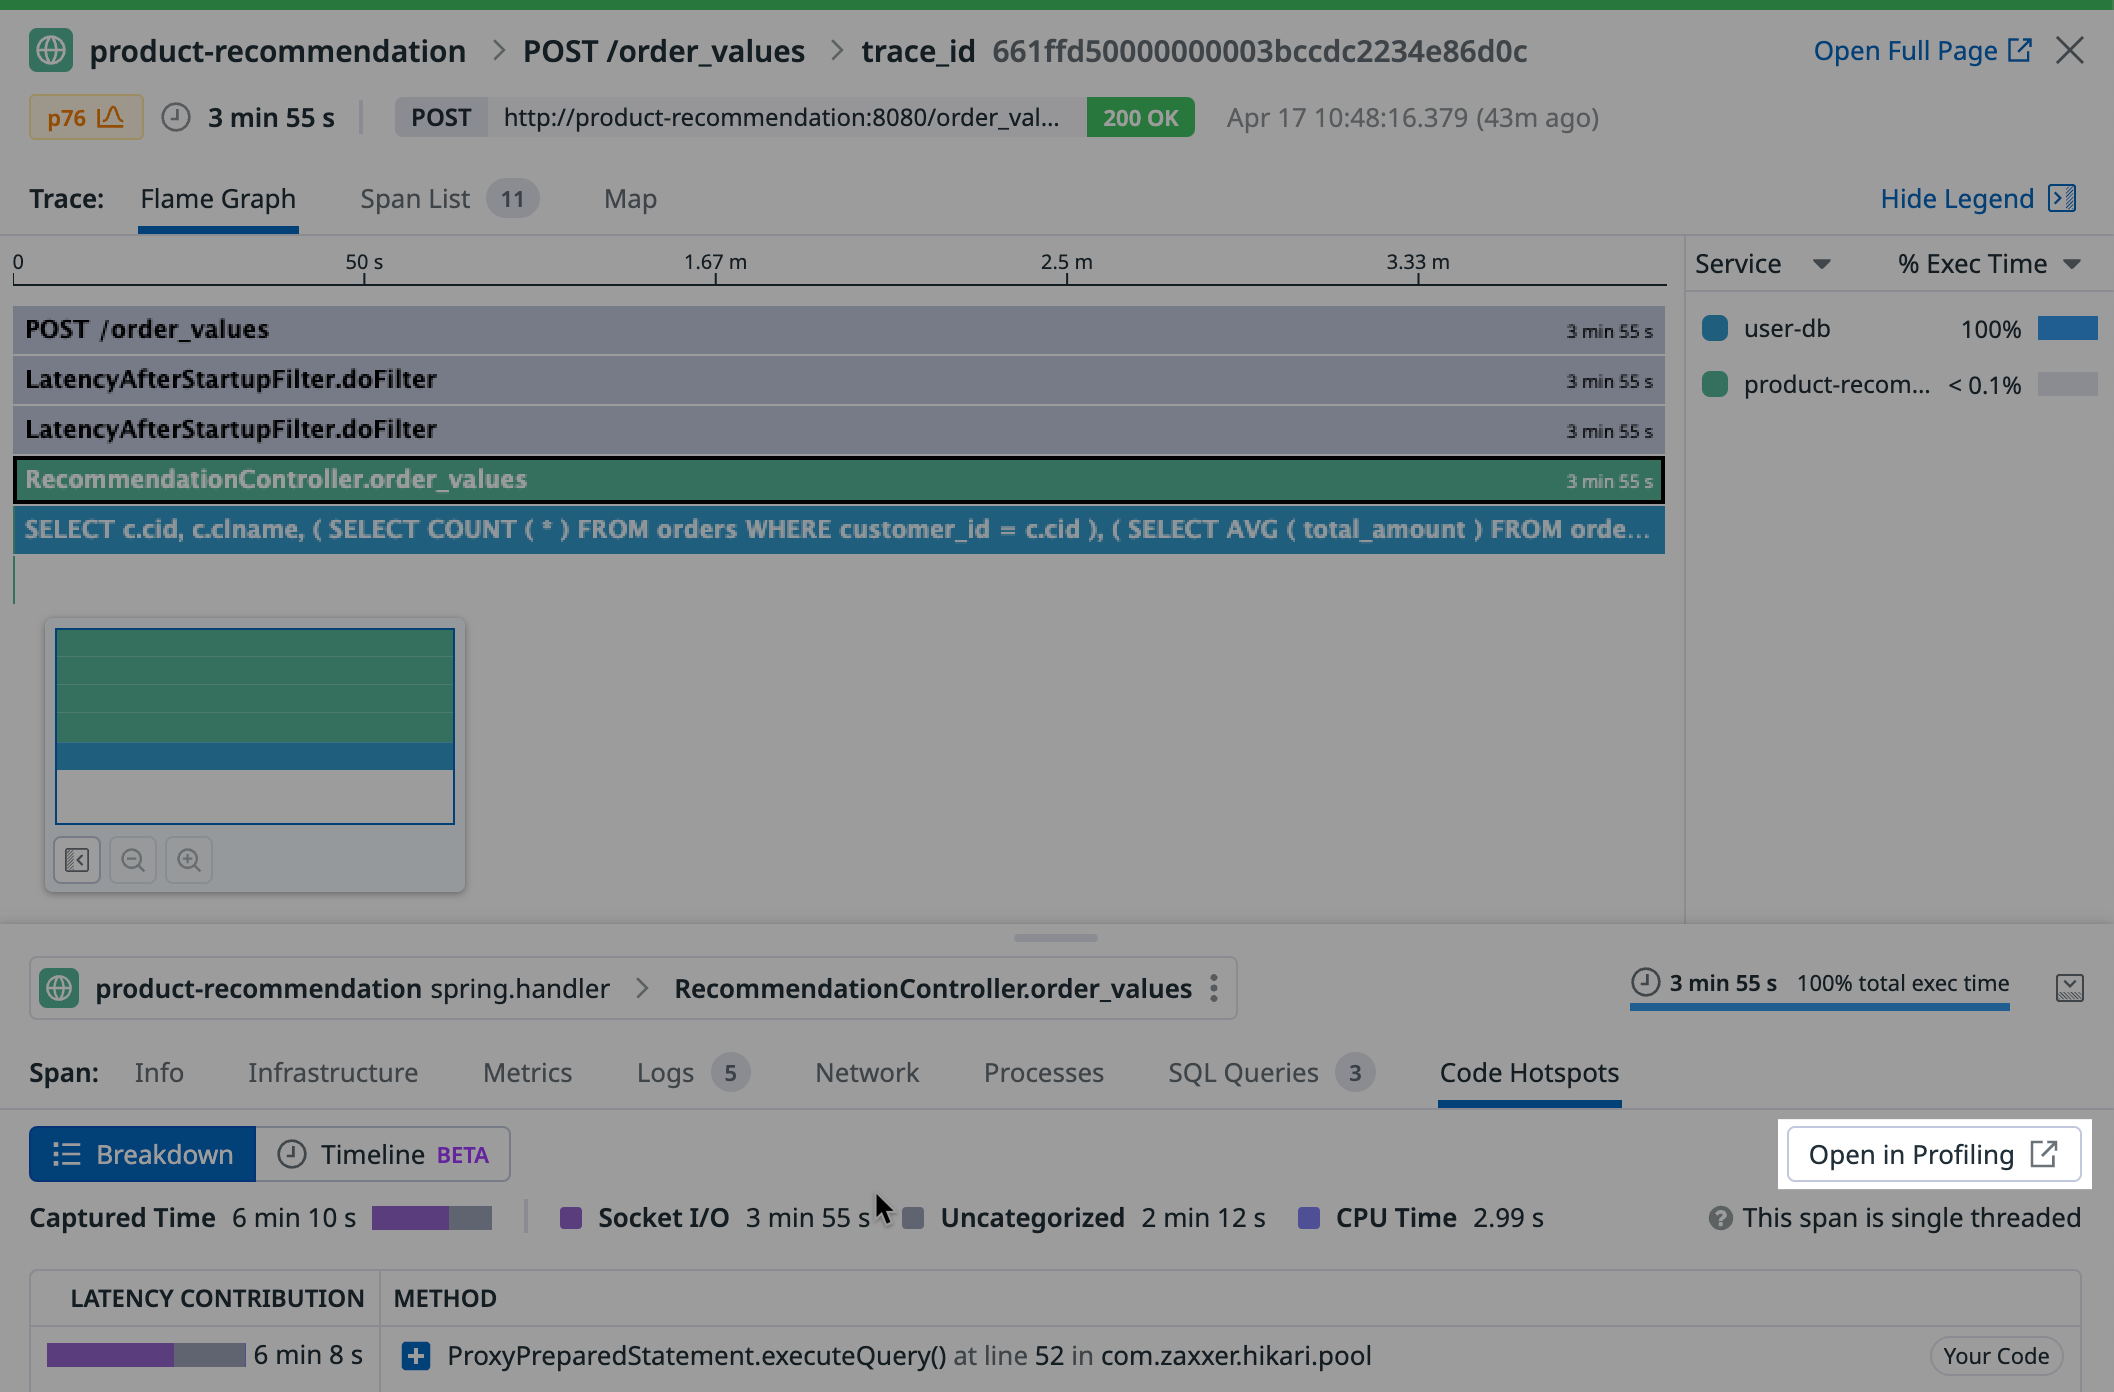 product-recommendation > POST /order_values > trace_id 661ffd50000000003bccdc2234e86d0c Open Full Page
p76 3 min 55 s POST http://product-recommendation:8080/order_val... 200 OK Apr 17 10:48:16.379 (43m ago)
Trace: Flame Graph Span List 11 Map Hide Legend
0 50 s 1.67 m 2.5 m 3.33 m
Service % Exec Time
POST /order_values 3 min 55 s
user-db 100%
LatencyAfterStartupFilter.doFilter 3 min 55 s
product-recom... < 0.1%
LatencyAfterStartupFilter.doFilter 3 min 55 s
RecommendationController.order_values 3 min 55 s
SELECT c.cid, c.clname, ( SELECT COUNT ( * ) FROM orders WHERE customer_id = c.cid ), ( SELECT AVG ( total_amount ) FROM orde...
product-recommendation spring.handler > RecommendationController.order_values 3 min 55 s 100% total exec time
Span: Info Infrastructure Metrics Logs 5 Network Processes SQL Queries 3 Code Hotspots
Breakdown Timeline BETA Open in Profiling
Captured Time 6 min 10 s Socket I/O 3 min 55 s Uncategorized 2 min 12 s CPU Time 2.99 s This span is single threaded
LATENCY CONTRIBUTION METHOD
6 min 8 s ProxyPreparedStatement.executeQuery() at line 52 in com.zaxxer.hikari.pool Your Code